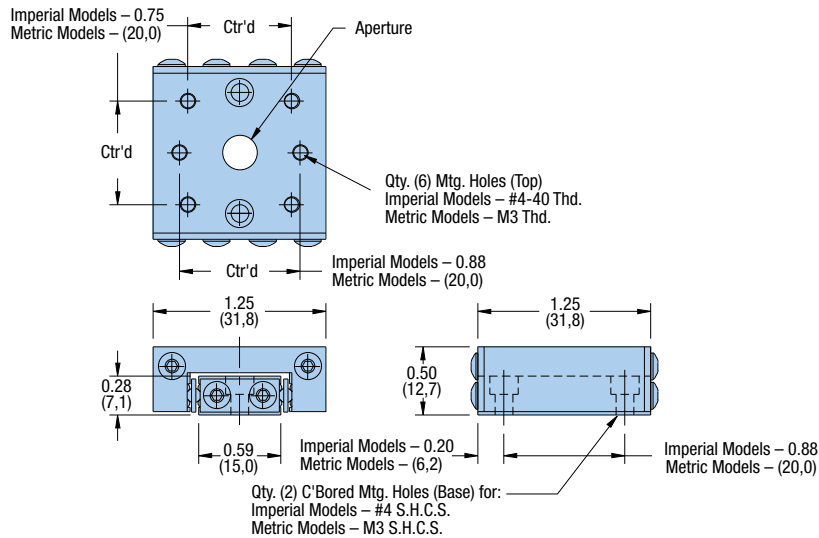 Imperial Models – 0.75
Metric Models – (20,0)
Ctr'd
Aperture
Ctr'd
Qty. (6) Mtg. Holes (Top)
Imperial Models – #4-40 Thd.
Metric Models – M3 Thd.
Ctr'd
Imperial Models – 0.88
Metric Models – (20,0)
1.25
(31,8)
1.25
(31,8)
0.28
(7,1)
0.50
(12,7)
0.59
(15,0)
Imperial Models – 0.20
Metric Models – (6,2)
Imperial Models – 0.88
Metric Models – (20,0)
Qty. (2) C'Bored Mtg. Holes (Base) for:
Imperial Models – #4 S.H.C.S.
Metric Models – M3 S.H.C.S.